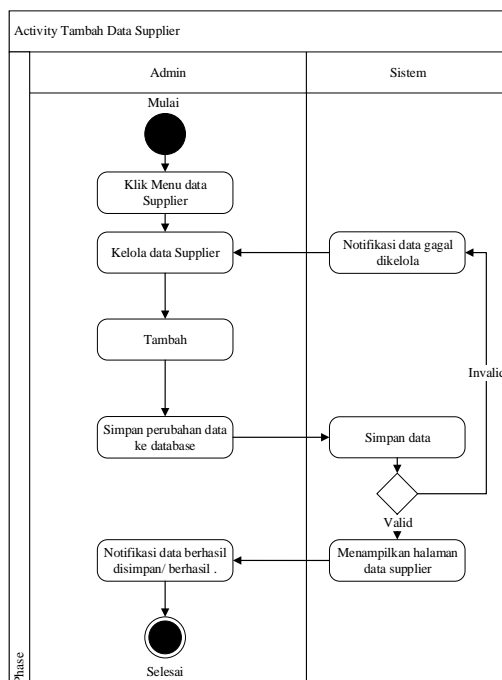 Activity Tambah Data Supplier
Admin
Sistem
Mulai
Klik Menu data
Supplier
Kelola data Supplier
Notifikasi data gagal
dikelola
Tambah
Invalid
Simpan perubahan data
ke database
Simpan data
Valid
Notifikasi data berhasil
disimpan/ berhasil .
Menampilkan halaman
data supplier
Selesai
Phase